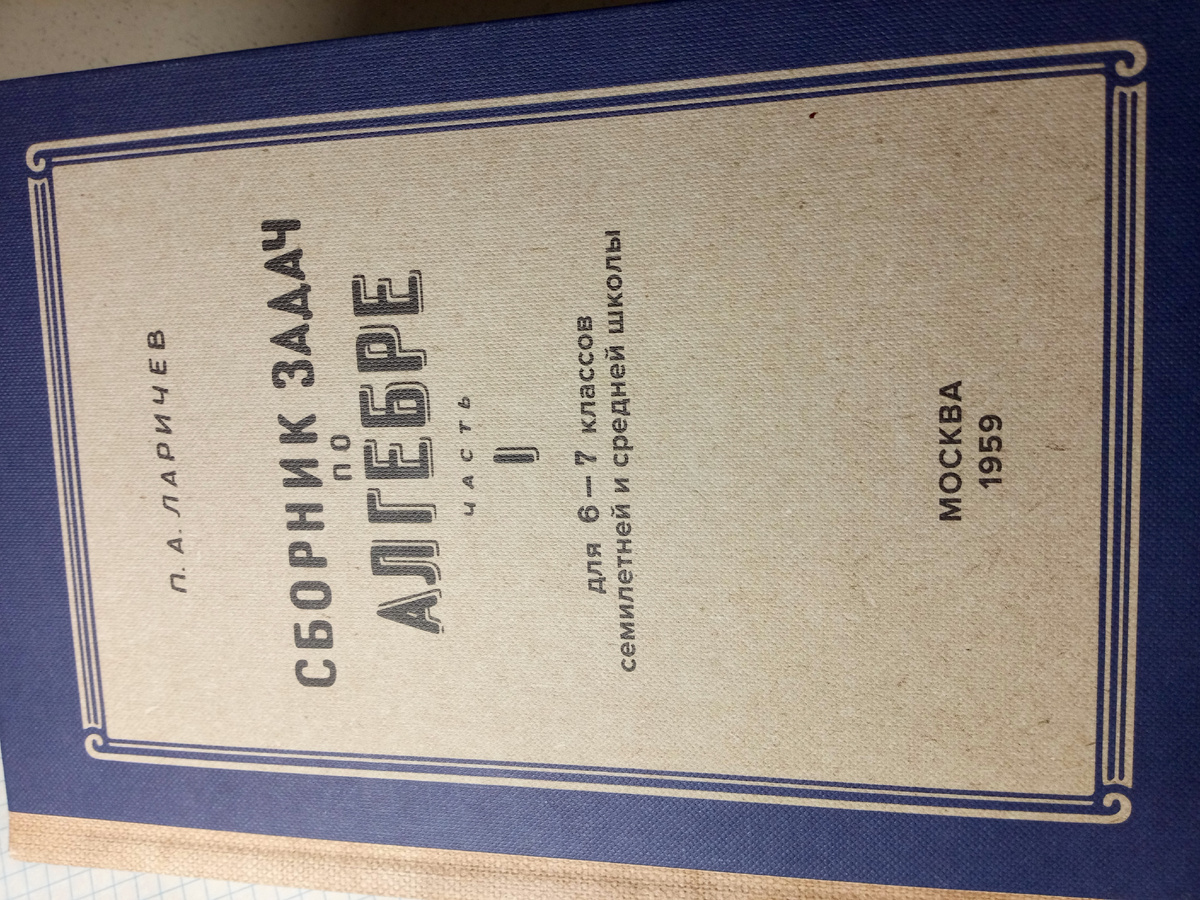 П. А. ЛАРИЧЕВ
СБОРНИК ЗАДАЧ
ПО
АЛГЕБРЕ
ЧАСТЬ
I
для 6 — 7 классов
семилетней и средней школы
МОСКВА
1959